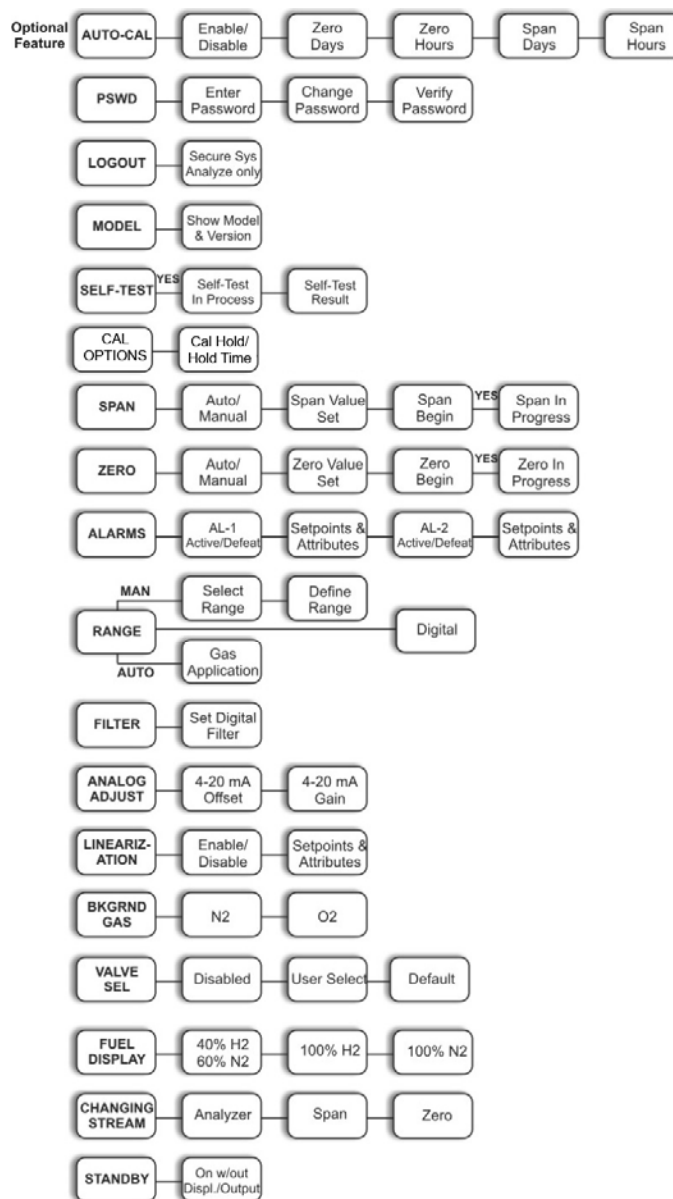 Optional
Feature
AUTO-CAL
Enable/
Disable
Zero
Days
Zero
Hours
Span
Days
Span
Hours
PSWD
Enter
Password
Change
Password
Verify
Password
LOGOUT
Secure Sys
Analyze only
MODEL
Show Model
& Version
SELF-TEST
YES
Self-Test
In Process
Self-Test
Result
CAL
OPTIONS
Cal Hold/
Hold Time
SPAN
Auto/
Manual
Span Value
Set
Span
Begin
YES
Span In
Progress
ZERO
Auto/
Manual
Zero Value
Set
Zero
Begin
YES
Zero In
Progress
ALARMS
AL-1
Active/Defeat
Setpoints &
Attributes
AL-2
Active/Defeat
Setpoints &
Attributes
RANGE
MAN
Select
Range
Define
Range
Digital
AUTO
Gas
Application
FILTER
Set Digital
Filter
ANALOG
ADJUST
4-20 mA
Offset
4-20 mA
Gain
LINEARIZ-
ATION
Enable/
Disable
Setpoints &
Attributes
BKGRND
GAS
N2
O2
VALVE
SEL
Disabled
User Select
Default
FUEL
DISPLAY
40% H2
60% N2
100% H2
100% N2
CHANGING
STREAM
Analyzer
Span
Zero
STANDBY
On w/out
Displ./Output